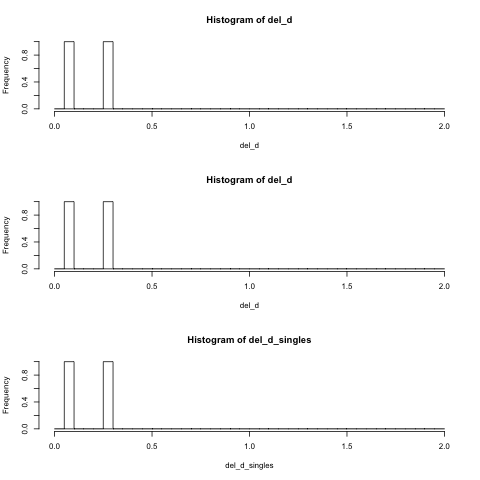 Histogram of del_d
Frequency
0.0 0.4 0.8
0.0 0.5 1.0 1.5 2.0
del_d
Histogram of del_d
Frequency
0.0 0.4 0.8
0.0 0.5 1.0 1.5 2.0
del_d
Histogram of del_d_singles
Frequency
0.0 0.4 0.8
0.0 0.5 1.0 1.5 2.0
del_d_singles